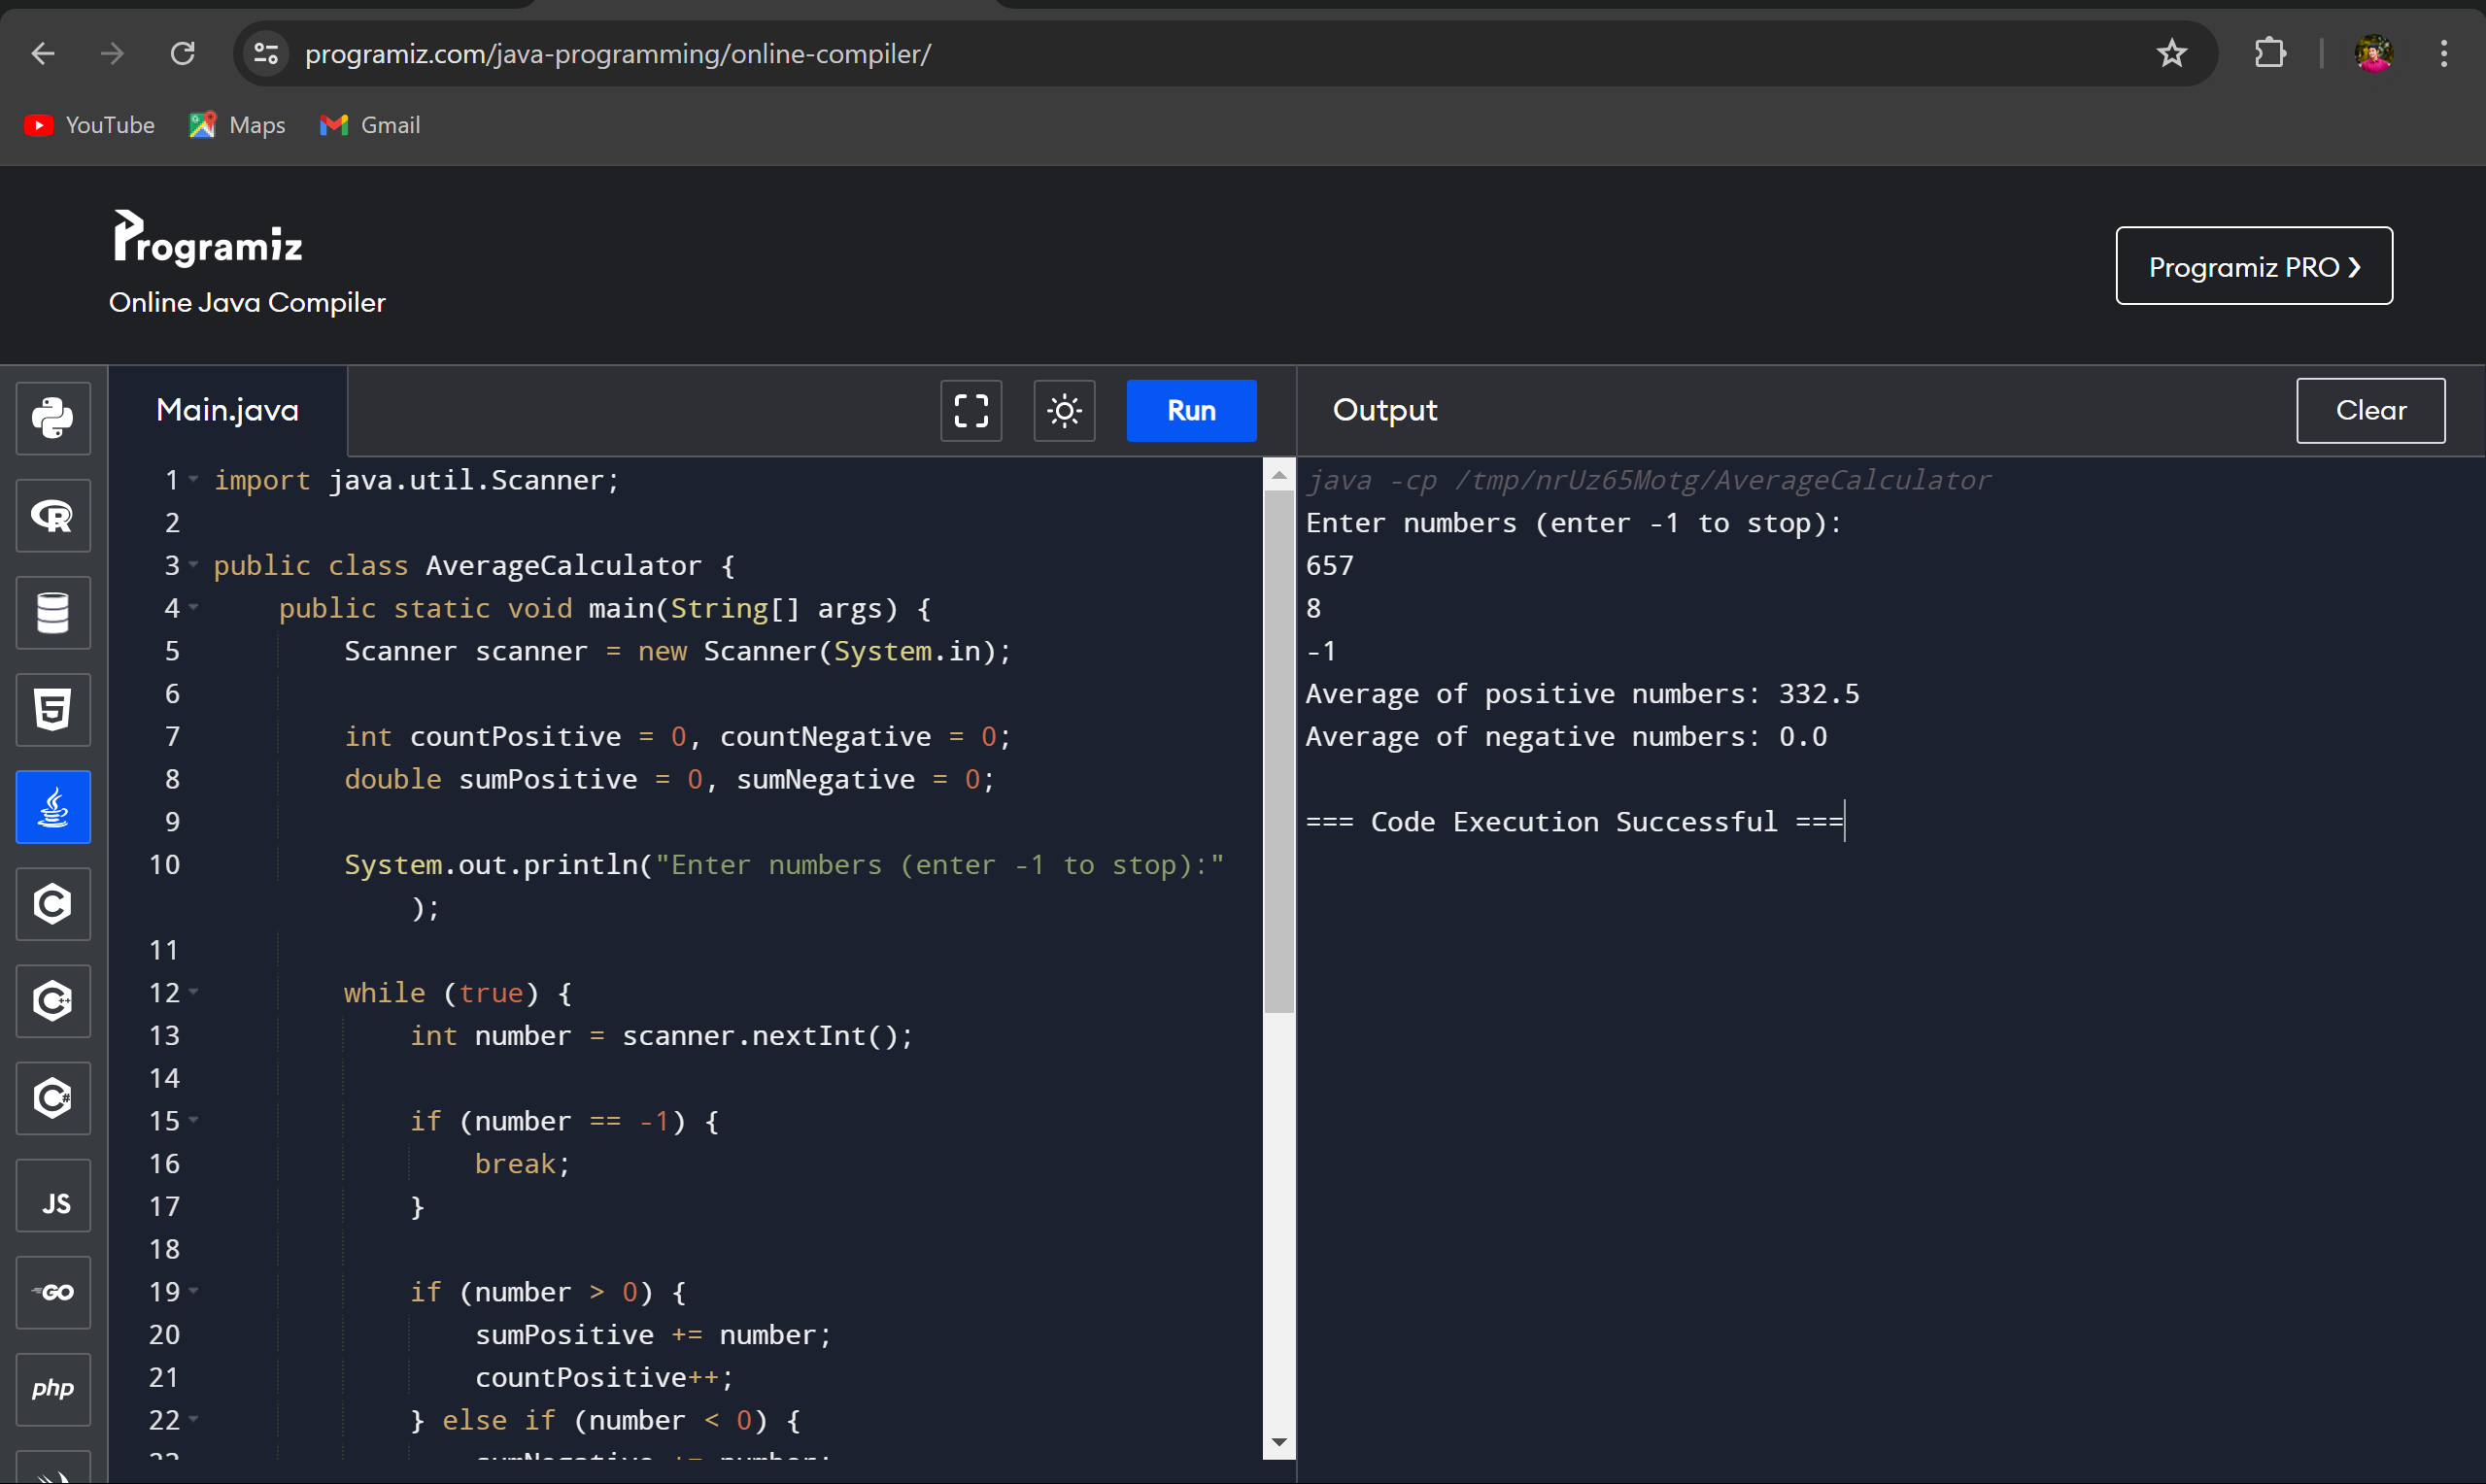 programiz.com/java-programming/online-compiler/
YouTube Maps Gmail
Programiz
Online Java Compiler
Programiz PRO ❯
Main.java
Run
Output
Clear
1 import java.util.Scanner;
2
3 public class AverageCalculator {
4     public static void main(String[] args) {
5         Scanner scanner = new Scanner(System.in);
6
7         int countPositive = 0, countNegative = 0;
8         double sumPositive = 0, sumNegative = 0;
9
10         System.out.println("Enter numbers (enter -1 to stop):"
            );
11
12         while (true) {
13             int number = scanner.nextInt();
14
15             if (number == -1) {
16                 break;
17             }
18
19             if (number > 0) {
20                 sumPositive += number;
21                 countPositive++;
22             } else if (number < 0) {
23                 sumNegative += number;
java -cp /tmp/nrUz65Motg/AverageCalculator
Enter numbers (enter -1 to stop):
657
8
-1
Average of positive numbers: 332.5
Average of negative numbers: 0.0
=== Code Execution Successful ===
R
5
C
C++
C#
JS
GO
php